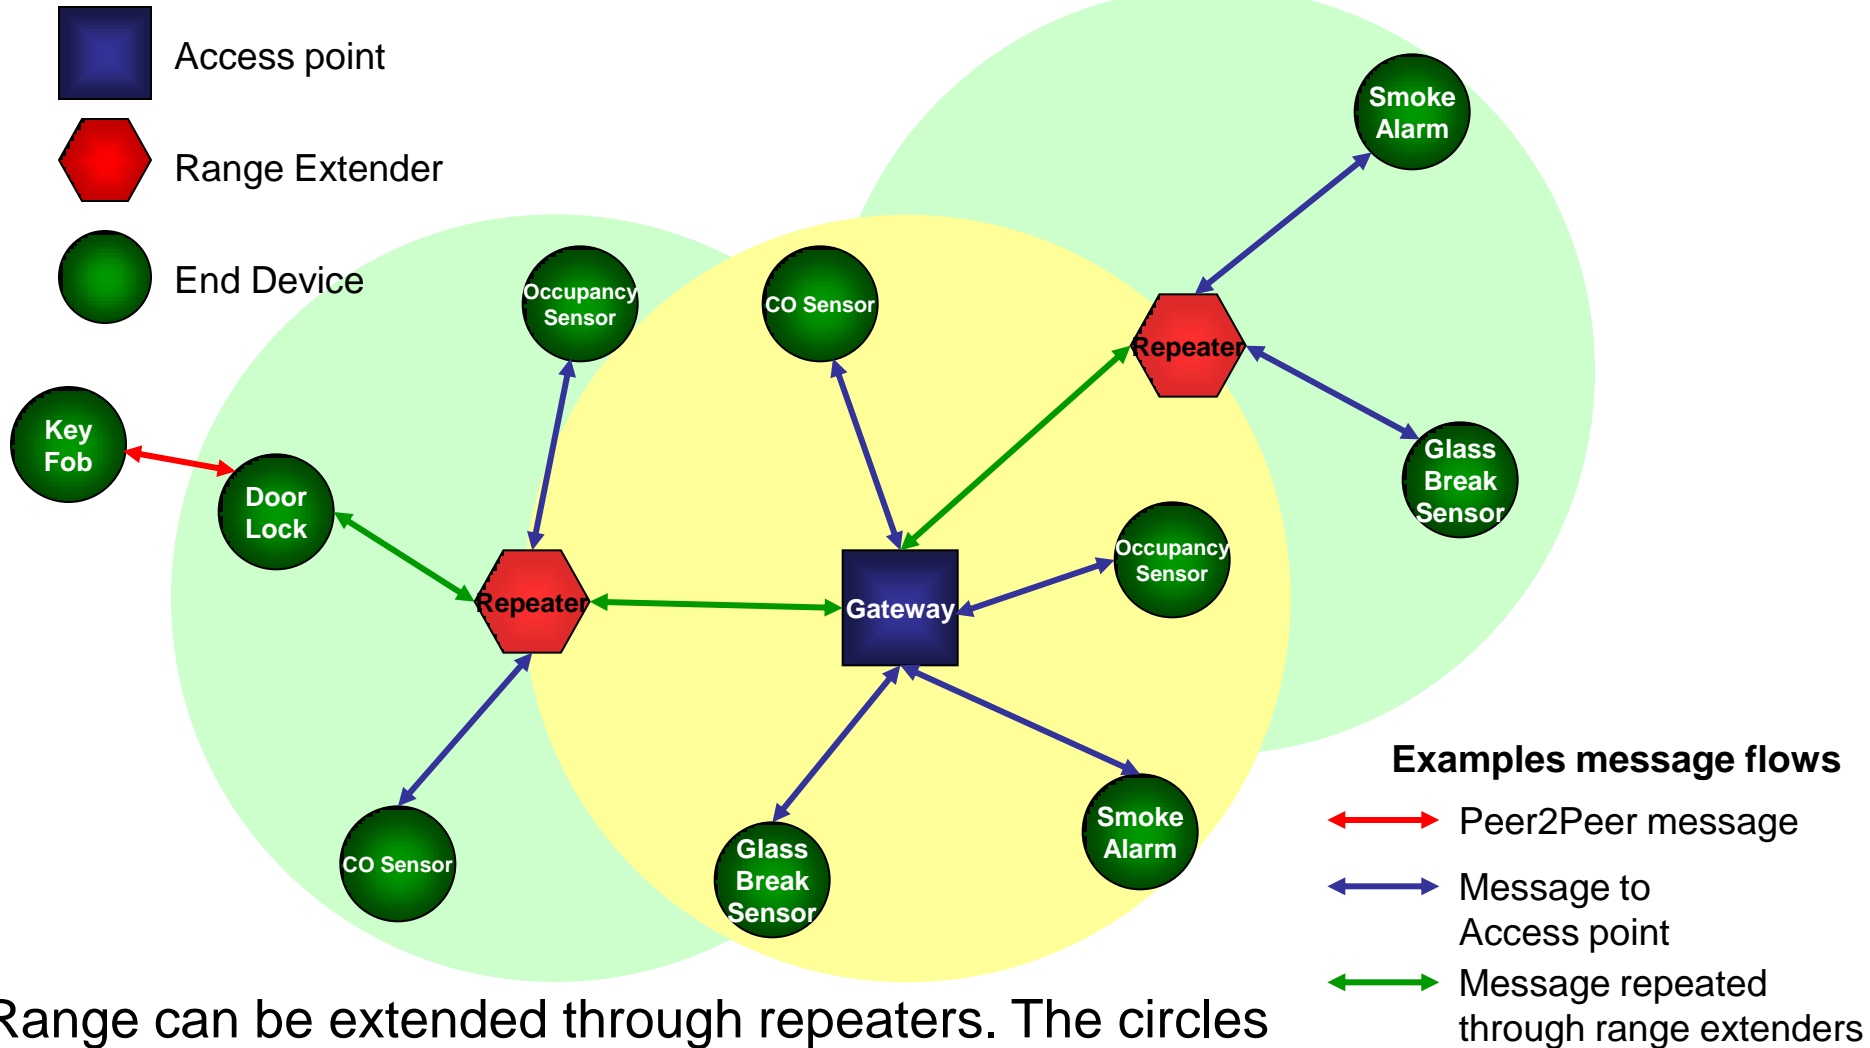 Access point
Range Extender
End Device
Smoke
Alarm
Occupancy
Sensor
CO Sensor
Repeater
Key
Fob
Door
Lock
Glass
Break
Sensor
Occupancy
Sensor
Repeater
Gateway
CO Sensor
Glass
Break
Sensor
Smoke
Alarm
Examples message flows
Peer2Peer message
Message to
Access point
Message repeated
through range extenders
Range can be extended through repeaters. The circles